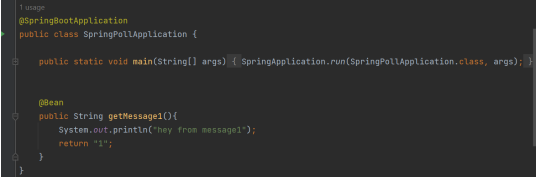 1 usage
@SpringBootApplication
public class SpringPollApplication {
public static void main(String[] args) { SpringApplication.run(SpringPollApplication.class, args); }
@Bean
public String getMessage1(){
System.out.println("hey from message1");
return "1";
}
}